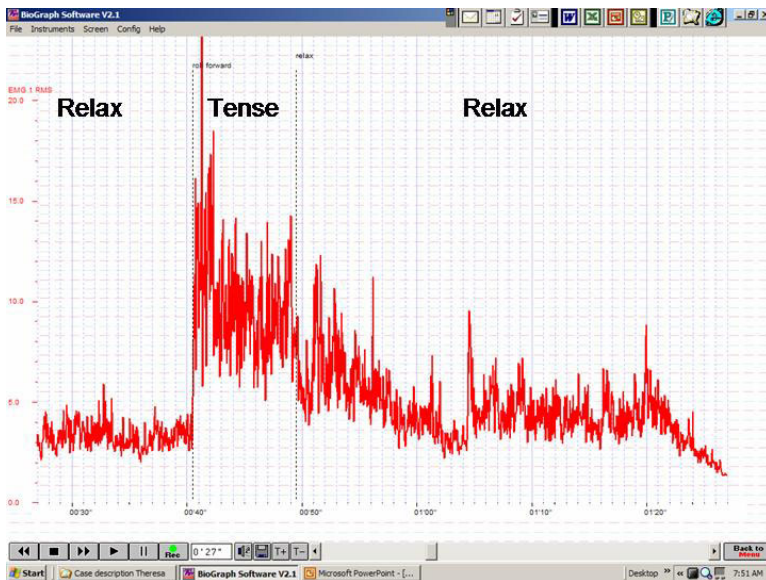 BioGraph Software V2.1
File Instruments Screen Config Help
relax
roll forward
EMG 1 RMS
20.0
Relax Tense Relax
15.0
10.0
5.0
0.0
00:30 00:40 00:50 01:00 01:10 01:20
Rec 0'27" T+ T- Back to
Menu
Start Case description Theresa BioGraph Software V2.1 Microsoft PowerPoint - [... Desktop » « 7:51 AM